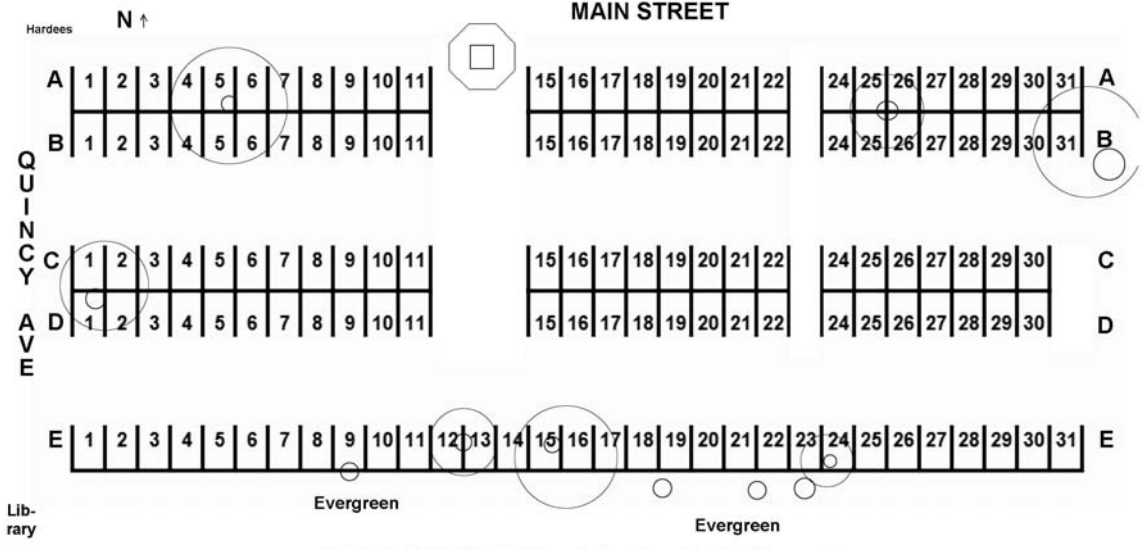 MAIN STREET
N ↑
Hardees
A 1 2 3 4 5 6 7 8 9 10 11 15 16 17 18 19 20 21 22 24 25 26 27 28 29 30 31 A
B 1 2 3 4 5 6 7 8 9 10 11 15 16 17 18 19 20 21 22 24 25 26 27 28 29 30 31 B
QUINCY AVE
C 1 2 3 4 5 6 7 8 9 10 11 15 16 17 18 19 20 21 22 24 25 26 27 28 29 30 C
D 1 2 3 4 5 6 7 8 9 10 11 15 16 17 18 19 20 21 22 24 25 26 27 28 29 30 D
E 1 2 3 4 5 6 7 8 9 10 11 12 13 14 15 16 17 18 19 20 21 22 23 24 25 26 27 28 29 30 31 E
Evergreen
Evergreen
Lib-
rary